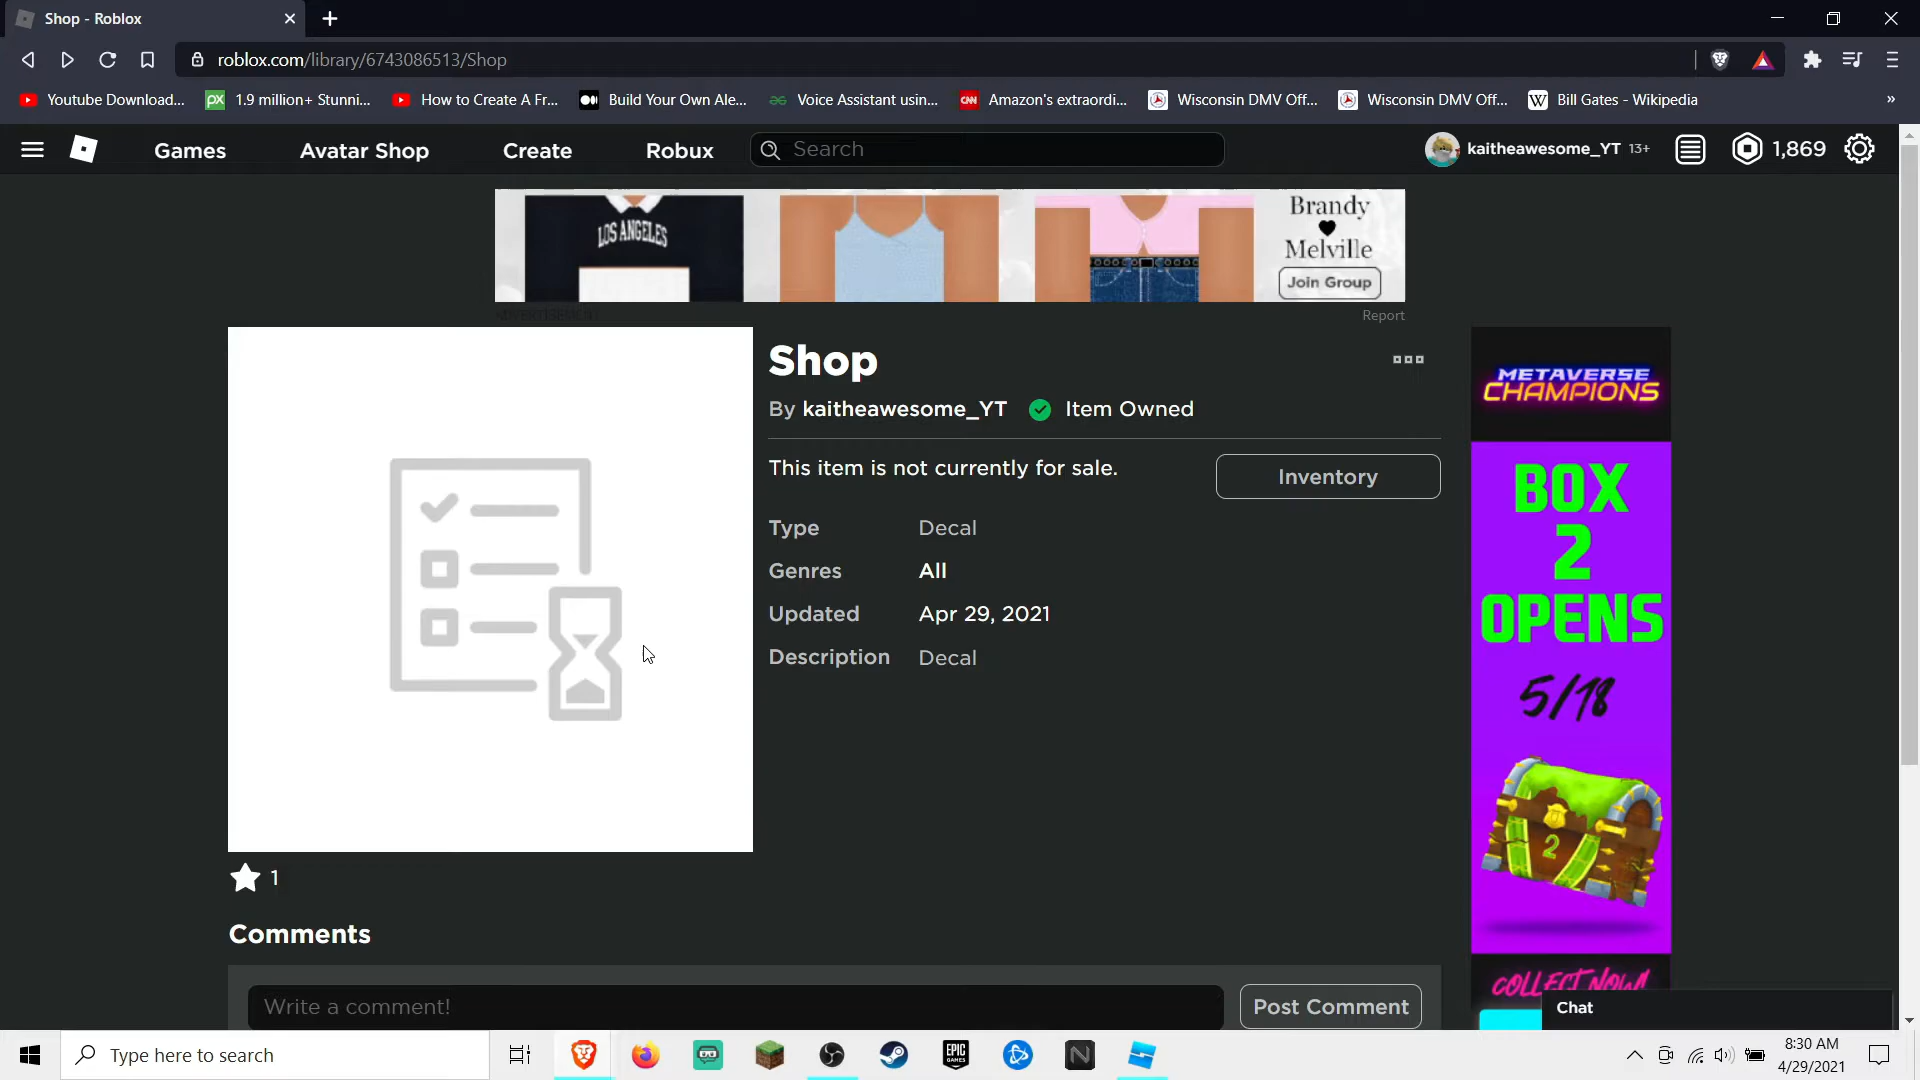 Shop - Roblox
roblox.com/library/6743086513/Shop
Youtube Download...
1.9 million+ Stunni...
How to Create A Fr...
Build Your Own Ale...
Voice Assistant usin...
CNN
Amazon's extraordi...
Wisconsin DMV Off...
Wisconsin DMV Off...
W
Bill Gates - Wikipedia
»
Games
Avatar Shop
Create
Robux
Search
kaitheawesome_YT 13+
1,869
LOS ANGELES
Brandy
Melville
Join Group
ADVERTISEMENT
Report
Shop
By kaitheawesome_YT
Item Owned
This item is not currently for sale.
Inventory
Type Decal
Genres All
Updated Apr 29, 2021
Description Decal
1
Comments
Write a comment!
Post Comment
METAVERSE
CHAMPIONS
BOX
2
OPENS
5/18
2
COLLECT NOW!
Chat
Type here to search
EPIC
GAMES
8:30 AM
4/29/2021